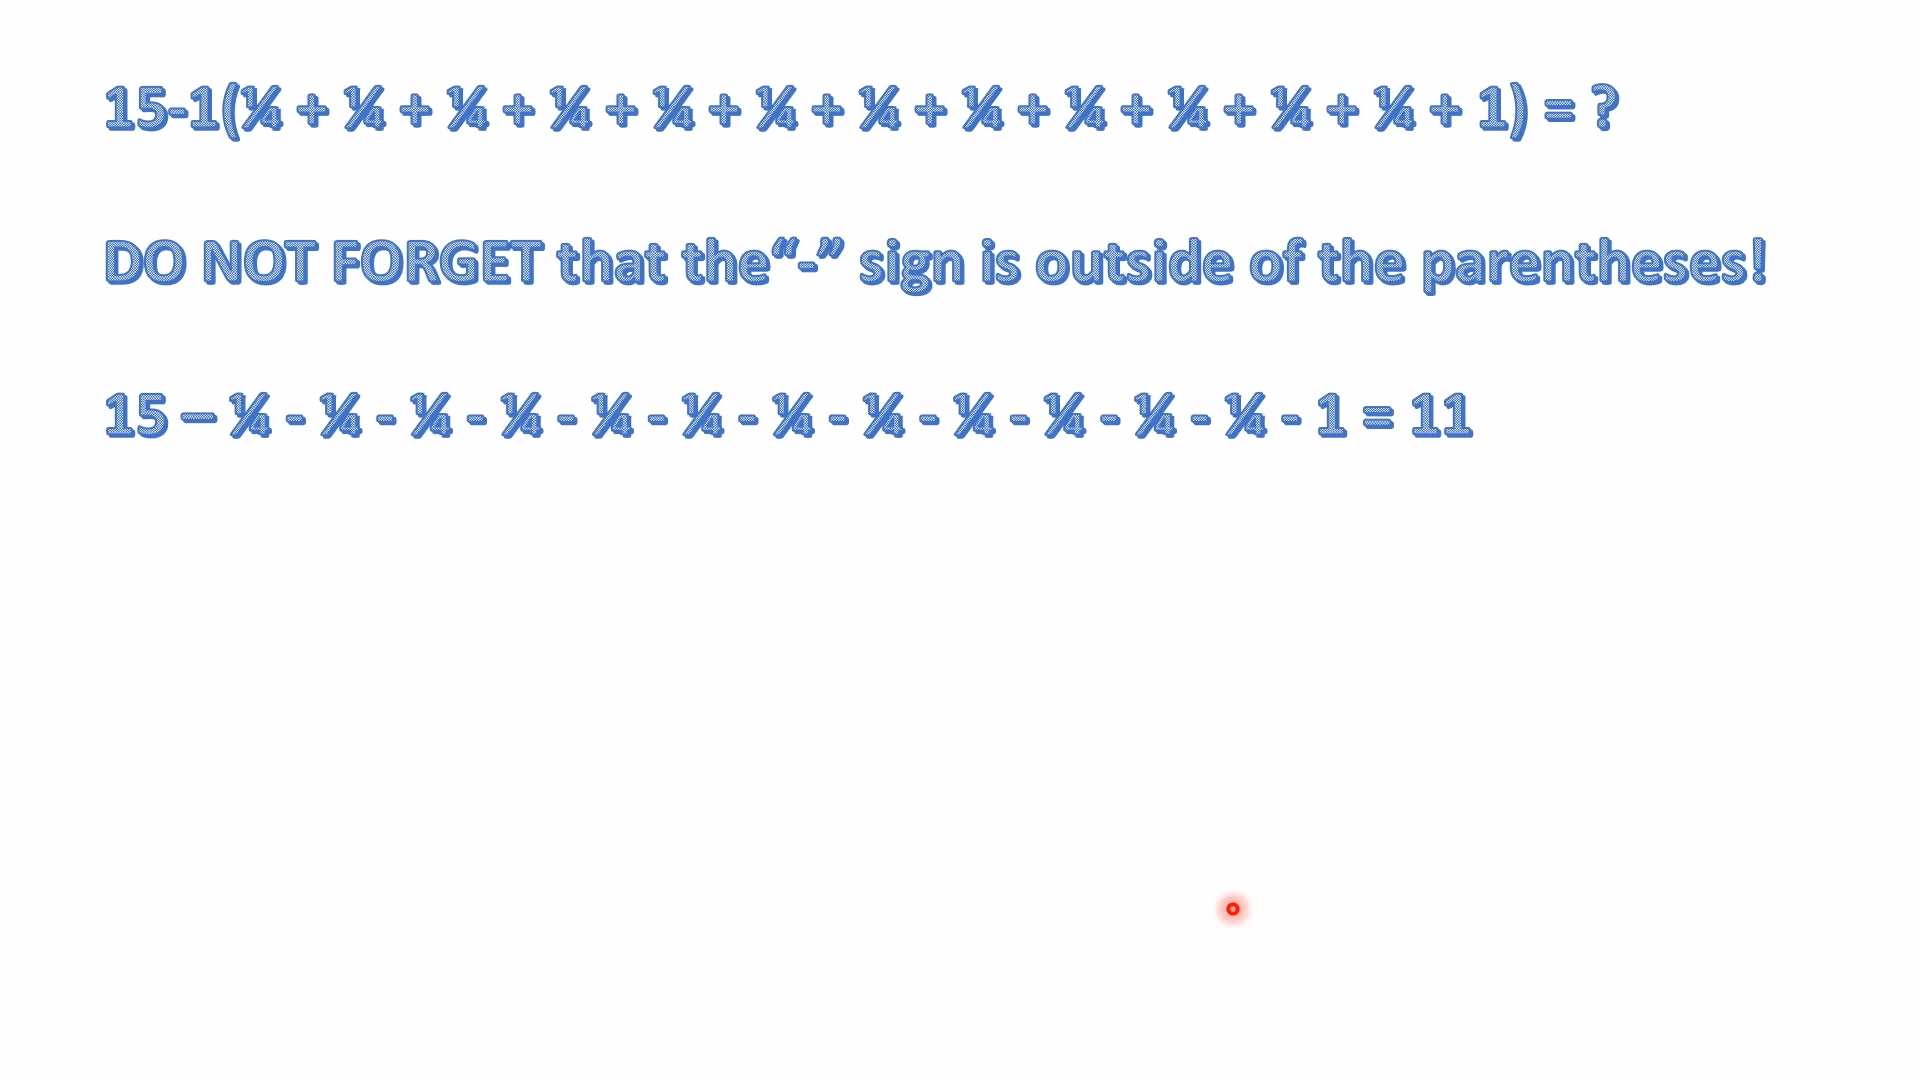 15-1(¼ + ¼ + ¼ + ¼ + ¼ + ¼ + ¼ + ¼ + ¼ + ¼ + ¼ + ¼ + 1) = ?
DO NOT FORGET that the“-” sign is outside of the parentheses!
15 – ¼ - ¼ - ¼ - ¼ - ¼ - ¼ - ¼ - ¼ - ¼ - ¼ - ¼ - ¼ - 1 = 11